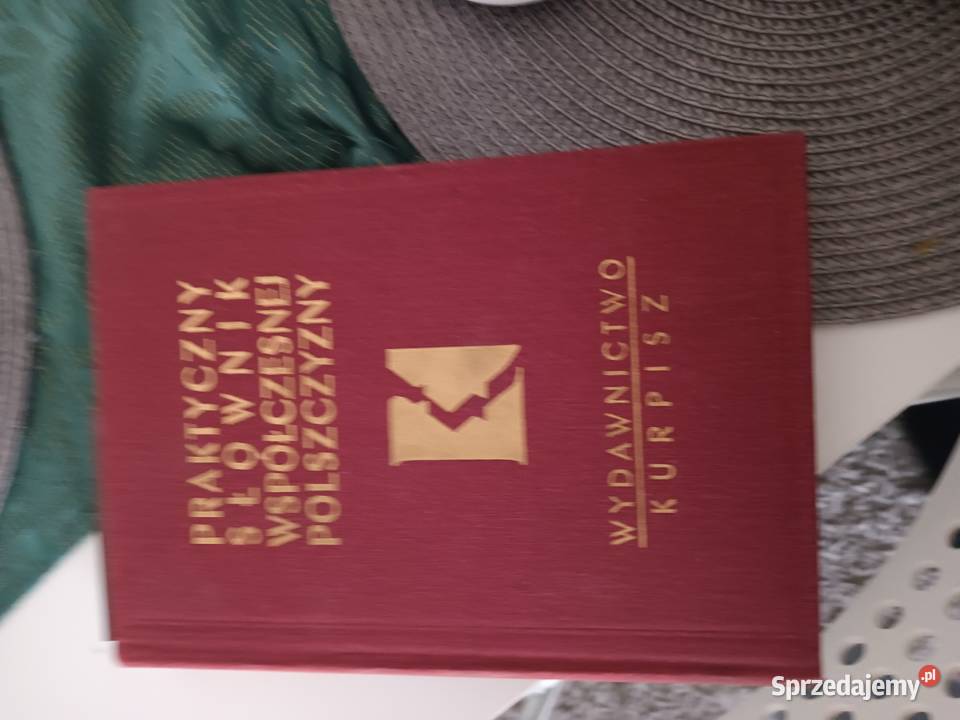 PRAKTYCZNY
SŁOWNIK
WSPÓŁCZESNEJ
POLSZCZYZNY
WYDAWNICTWO
KURPISZ
Sprzedajemy.pl